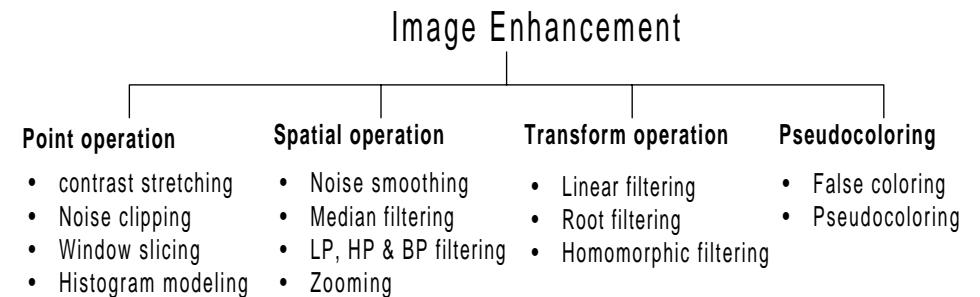 Image Enhancement
Point operation
• contrast stretching
• Noise clipping
• Window slicing
• Histogram modeling
Spatial operation
• Noise smoothing
• Median filtering
• LP, HP & BP filtering
• Zooming
Transform operation
• Linear filtering
• Root filtering
• Homomorphic filtering
Pseudocoloring
• False coloring
• Pseudocoloring